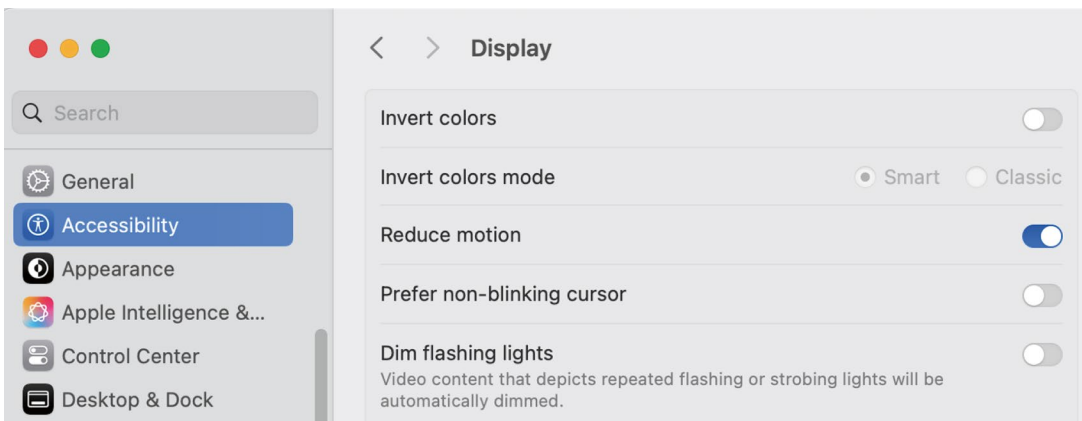 Display
Search
General
Accessibility
Appearance
Apple Intelligence &...
Control Center
Desktop & Dock
Invert colors
Invert colors mode
Smart Classic
Reduce motion
Prefer non-blinking cursor
Dim flashing lights
Video content that depicts repeated flashing or strobing lights will be
automatically dimmed.